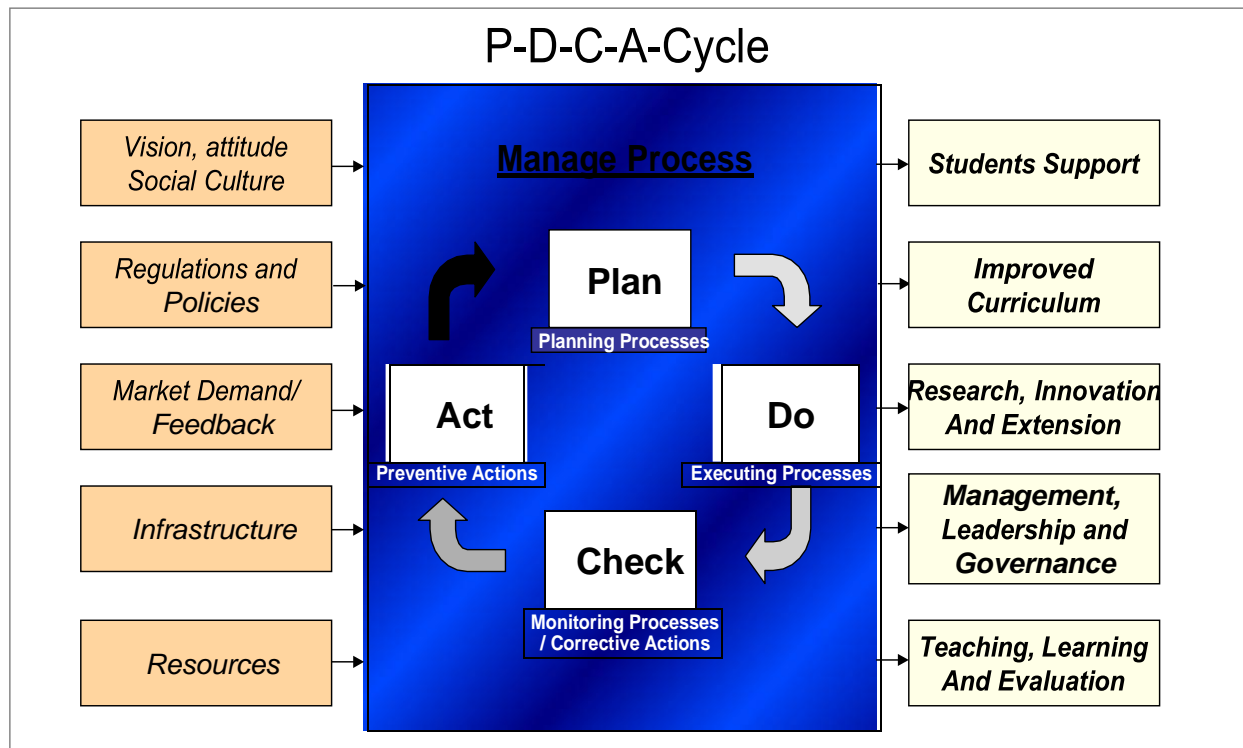 P-D-C-A-Cycle
Vision, attitude
Social Culture
Regulations and
Policies
Market Demand/
Feedback
Infrastructure
Resources
Manage Process
Plan
Planning Processes
Act
Preventive Actions
Do
Executing Processes
Check
Monitoring Processes
/ Corrective Actions
Students Support
Improved
Curriculum
Research, Innovation
And Extension
Management,
Leadership and
Governance
Teaching, Learning
And Evaluation